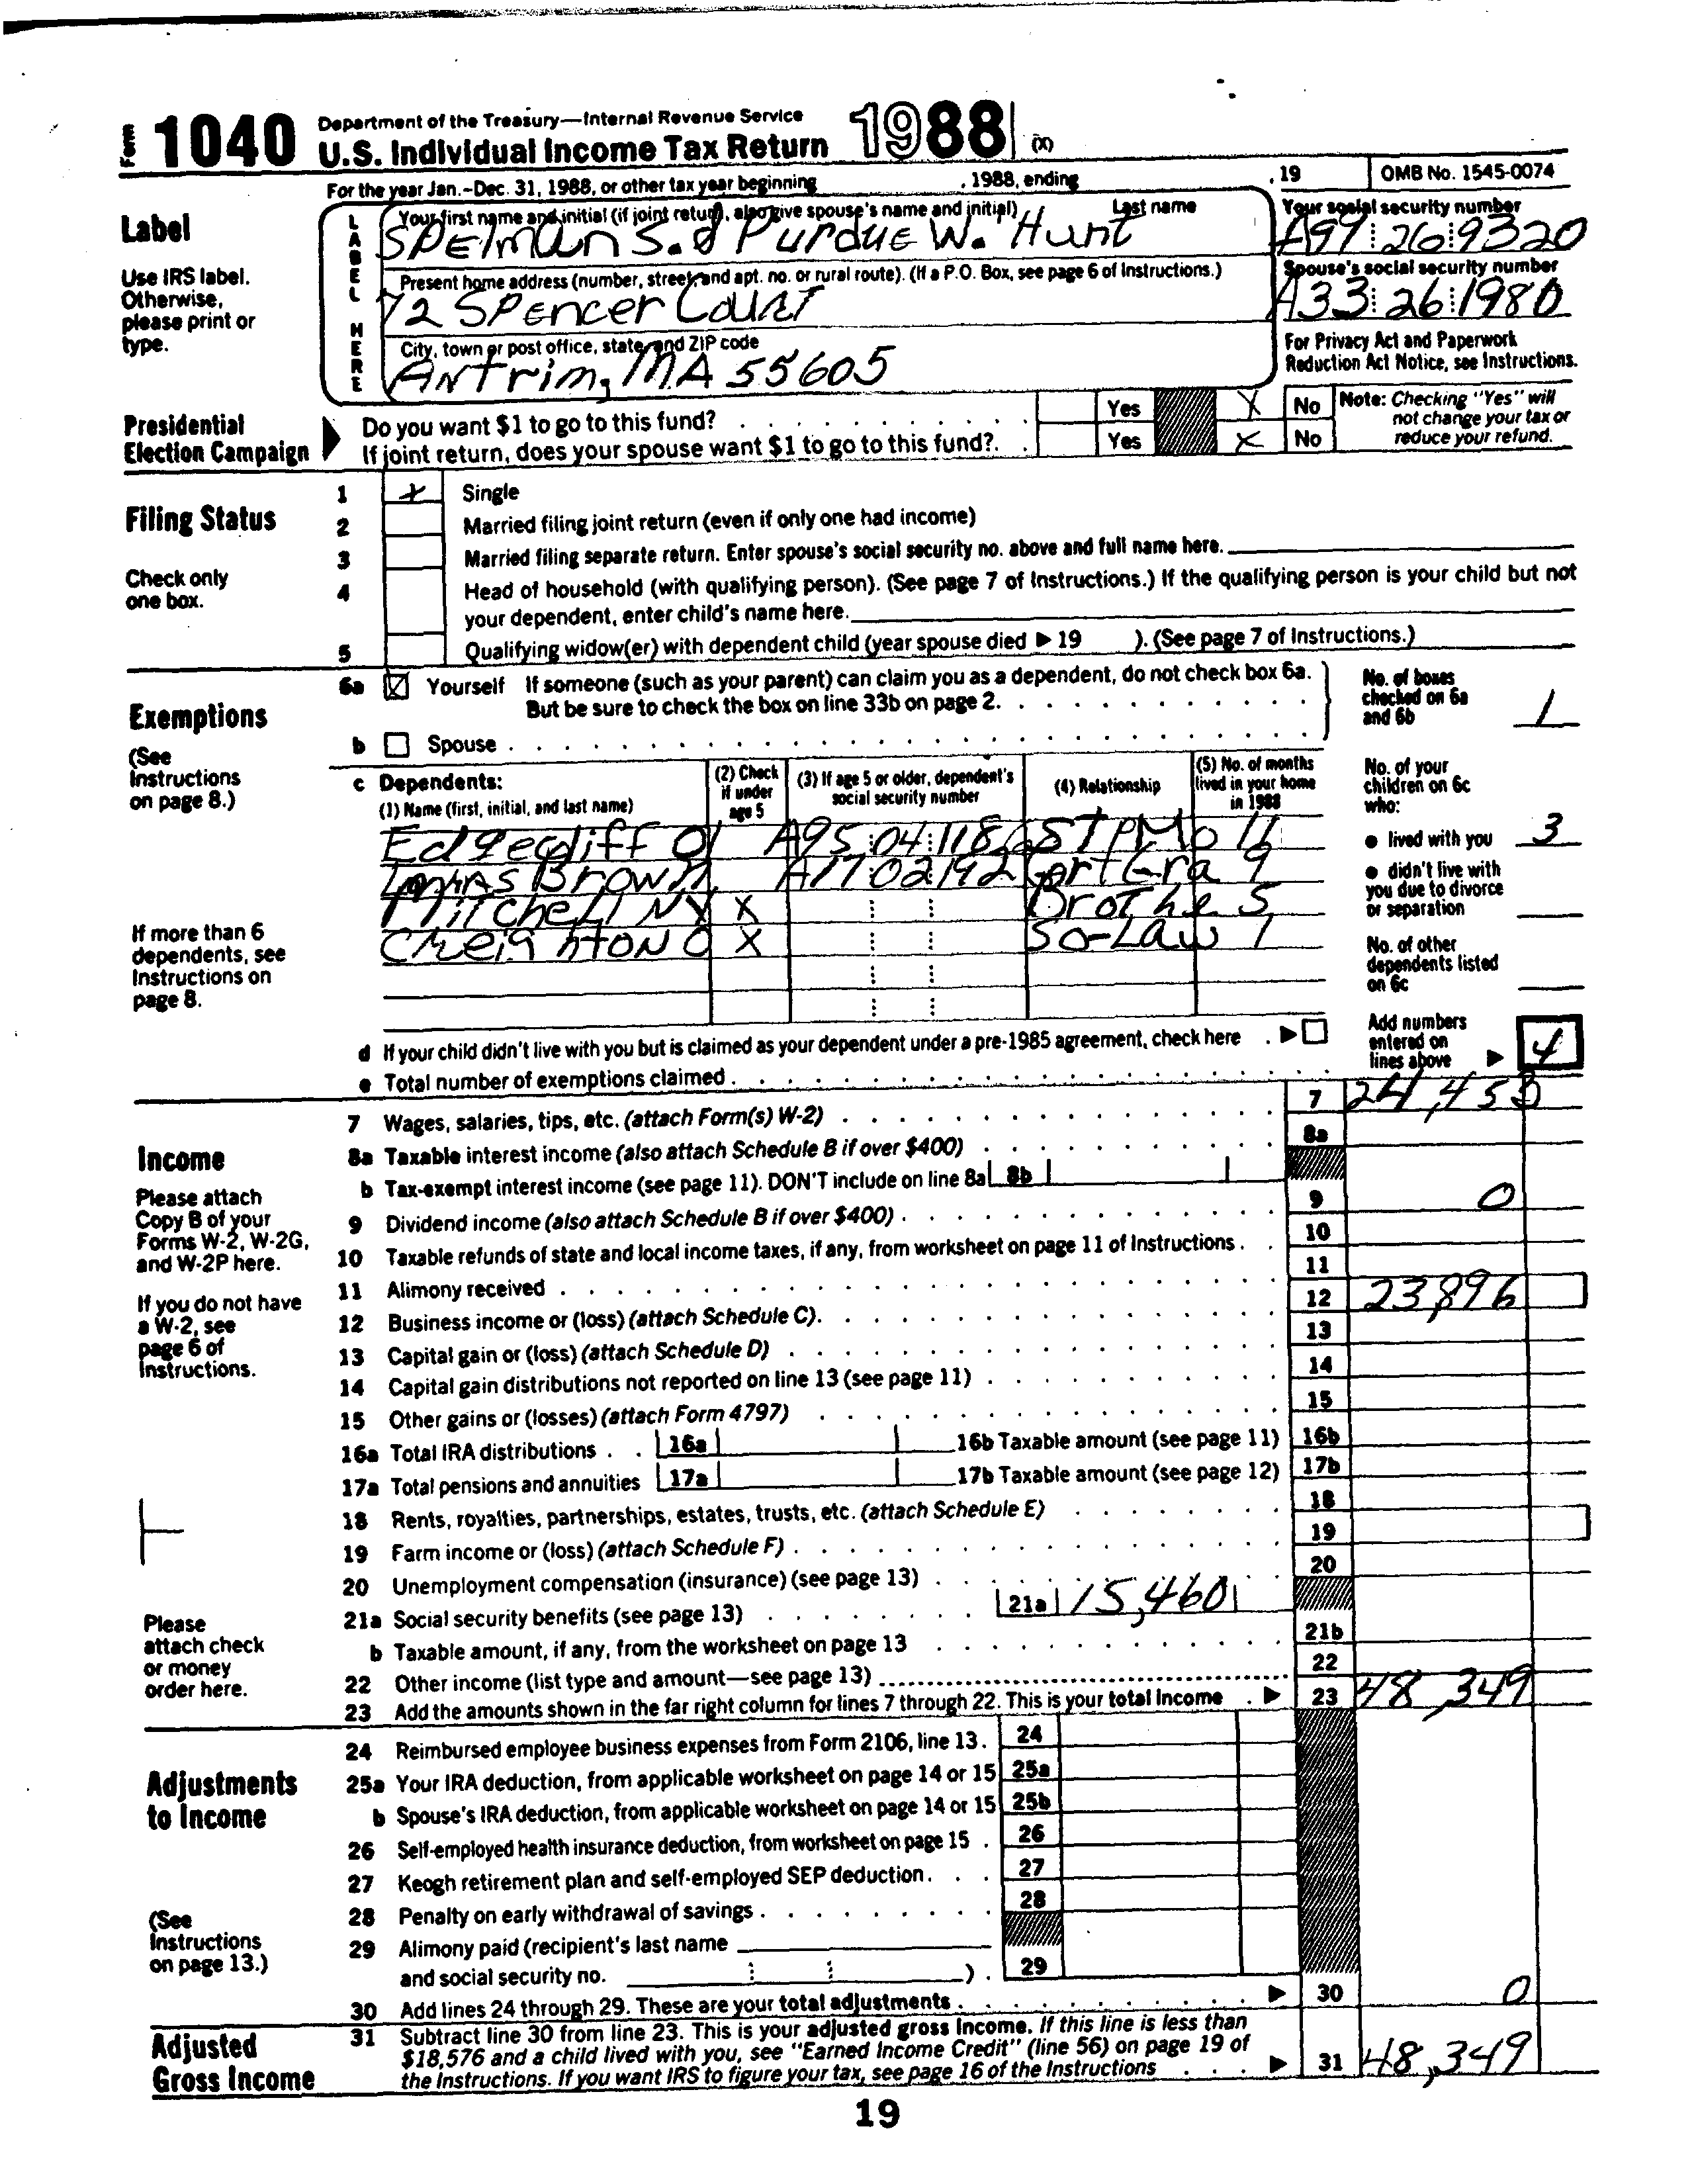 Form 1040 Department of the Treasury—Internal Revenue Service
U.S. Individual Income Tax Return 1988 (X)
For the year Jan.-Dec. 31, 1988, or other tax year beginning , 1988, ending , 19 OMB No. 1545-0074
Label
Use IRS label. Otherwise, please print or type.
LABEL HERE
Your first name and initial (if joint return, also give spouse's name and initial) Last name
Spelman S. & Purdue W. Hunt
Your social security number
A97 26 9320
Present home address (number, street, and apt. no. or rural route). (If a P.O. Box, see page 6 of Instructions.)
72 Spencer Court
Spouse's social security number
A33 26 1980
City, town or post office, state, and ZIP code
Antrim, MA 55605
For Privacy Act and Paperwork
Reduction Act Notice, see Instructions.
Presidential
Election Campaign
Do you want $1 to go to this fund? Yes X No
If joint return, does your spouse want $1 to go to this fund? Yes X No
Note: Checking "Yes" will
not change your tax or
reduce your refund.
Filing Status
Check only
one box.
1 X Single
2 Married filing joint return (even if only one had income)
3 Married filing separate return. Enter spouse's social security no. above and full name here.
4 Head of household (with qualifying person). (See page 7 of Instructions.) If the qualifying person is your child but not
your dependent, enter child's name here.
5 Qualifying widow(er) with dependent child (year spouse died ▶ 19 ). (See page 7 of Instructions.)
Exemptions
(See
Instructions
on page 8.)
6a X Yourself If someone (such as your parent) can claim you as a dependent, do not check box 6a.
But be sure to check the box on line 33b on page 2.
b Spouse
No. of boxes
checked on 6a
and 6b 1
c Dependents:
(1) Name (first, initial, and last name)
(2) Check
if under
age 5
(3) If age 5 or older, dependent's
social security number
(4) Relationship
(5) No. of months
lived in your home
in 1988
Edgecliff Ol A95 04 1186 STPMo 11
Brown A17 02 142 9
Mitchell NY X Brothe 5
Creighton C X So-Law 1
No. of your
children on 6c
who:
● lived with you 3
● didn't live with
you due to divorce
or separation
No. of other
dependents listed
on 6c
If more than 6
dependents, see
Instructions on
page 8.
d If your child didn't live with you but is claimed as your dependent under a pre-1985 agreement, check here
e Total number of exemptions claimed
Add numbers
entered on
lines above ▶ 4
Income
Please attach
Copy B of your
Forms W-2, W-2G,
and W-2P here.
If you do not have
a W-2, see
page 6 of
Instructions.
Please
attach check
or money
order here.
7 Wages, salaries, tips, etc. (attach Form(s) W-2) 7 24,453
8a Taxable interest income (also attach Schedule B if over $400) 8a
b Tax-exempt interest income (see page 11). DON'T include on line 8a 8b
9 Dividend income (also attach Schedule B if over $400) 9 0
10 Taxable refunds of state and local income taxes, if any, from worksheet on page 11 of Instructions 10
11 Alimony received 11
12 Business income or (loss) (attach Schedule C) 12 23,896
13 Capital gain or (loss) (attach Schedule D) 13
14 Capital gain distributions not reported on line 13 (see page 11) 14
15 Other gains or (losses) (attach Form 4797) 15
16a Total IRA distributions 16a 16b Taxable amount (see page 11) 16b
17a Total pensions and annuities 17a 17b Taxable amount (see page 12) 17b
18 Rents, royalties, partnerships, estates, trusts, etc. (attach Schedule E) 18
19 Farm income or (loss) (attach Schedule F) 19
20 Unemployment compensation (insurance) (see page 13) 20
21a Social security benefits (see page 13) 21a 15,460
b Taxable amount, if any, from the worksheet on page 13 21b
22 Other income (list type and amount—see page 13) 22
23 Add the amounts shown in the far right column for lines 7 through 22. This is your total income ▶ 23 48,349
Adjustments
to Income
(See
Instructions
on page 13.)
24 Reimbursed employee business expenses from Form 2106, line 13. 24
25a Your IRA deduction, from applicable worksheet on page 14 or 15 25a
b Spouse's IRA deduction, from applicable worksheet on page 14 or 15 25b
26 Self-employed health insurance deduction, from worksheet on page 15 26
27 Keogh retirement plan and self-employed SEP deduction 27
28 Penalty on early withdrawal of savings 28
29 Alimony paid (recipient's last name
and social security no. ) 29
30 Add lines 24 through 29. These are your total adjustments ▶ 30 0
Adjusted
Gross Income
31 Subtract line 30 from line 23. This is your adjusted gross income. If this line is less than
$18,576 and a child lived with you, see "Earned Income Credit" (line 56) on page 19 of
the Instructions. If you want IRS to figure your tax, see page 16 of the Instructions ▶ 31 48,349
19